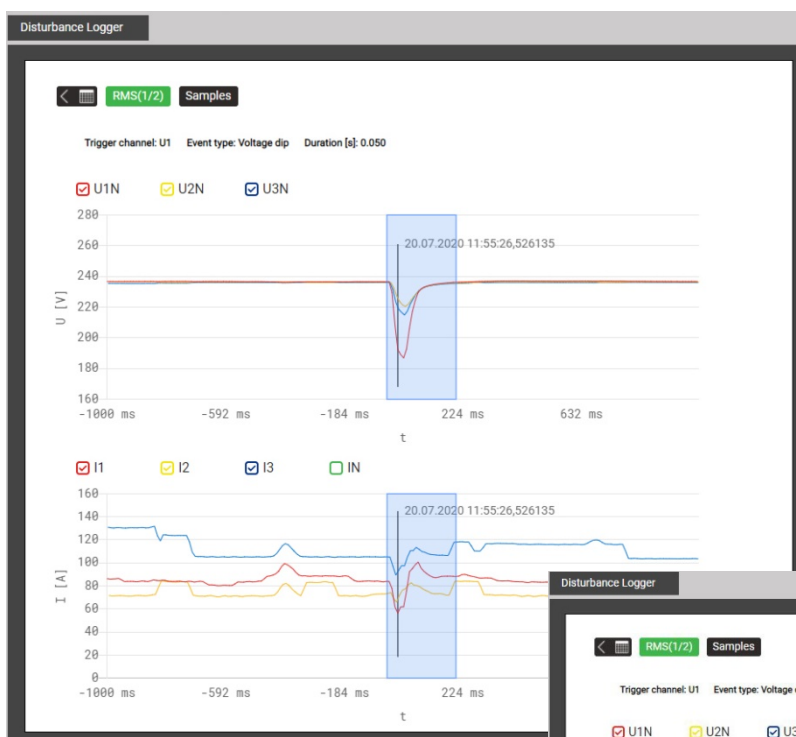 Disturbance Logger
RMS(1/2) Samples
Trigger channel: U1 Event type: Voltage dip Duration [s]: 0.050
U1N U2N U3N
280
20.07.2020 11:55:26,526135
260
240
220
200
180
160
U [V]
-1000 ms -592 ms -184 ms 224 ms 632 ms
t
I1 I2 I3 IN
160
20.07.2020 11:55:26,526135
140
120
100
80
60
40
20
0
I [A]
-1000 ms -592 ms -184 ms 224 ms
t
Disturbance Logger
RMS(1/2) Samples
Trigger channel: U1 Event type: Voltage
U1N U2N U3